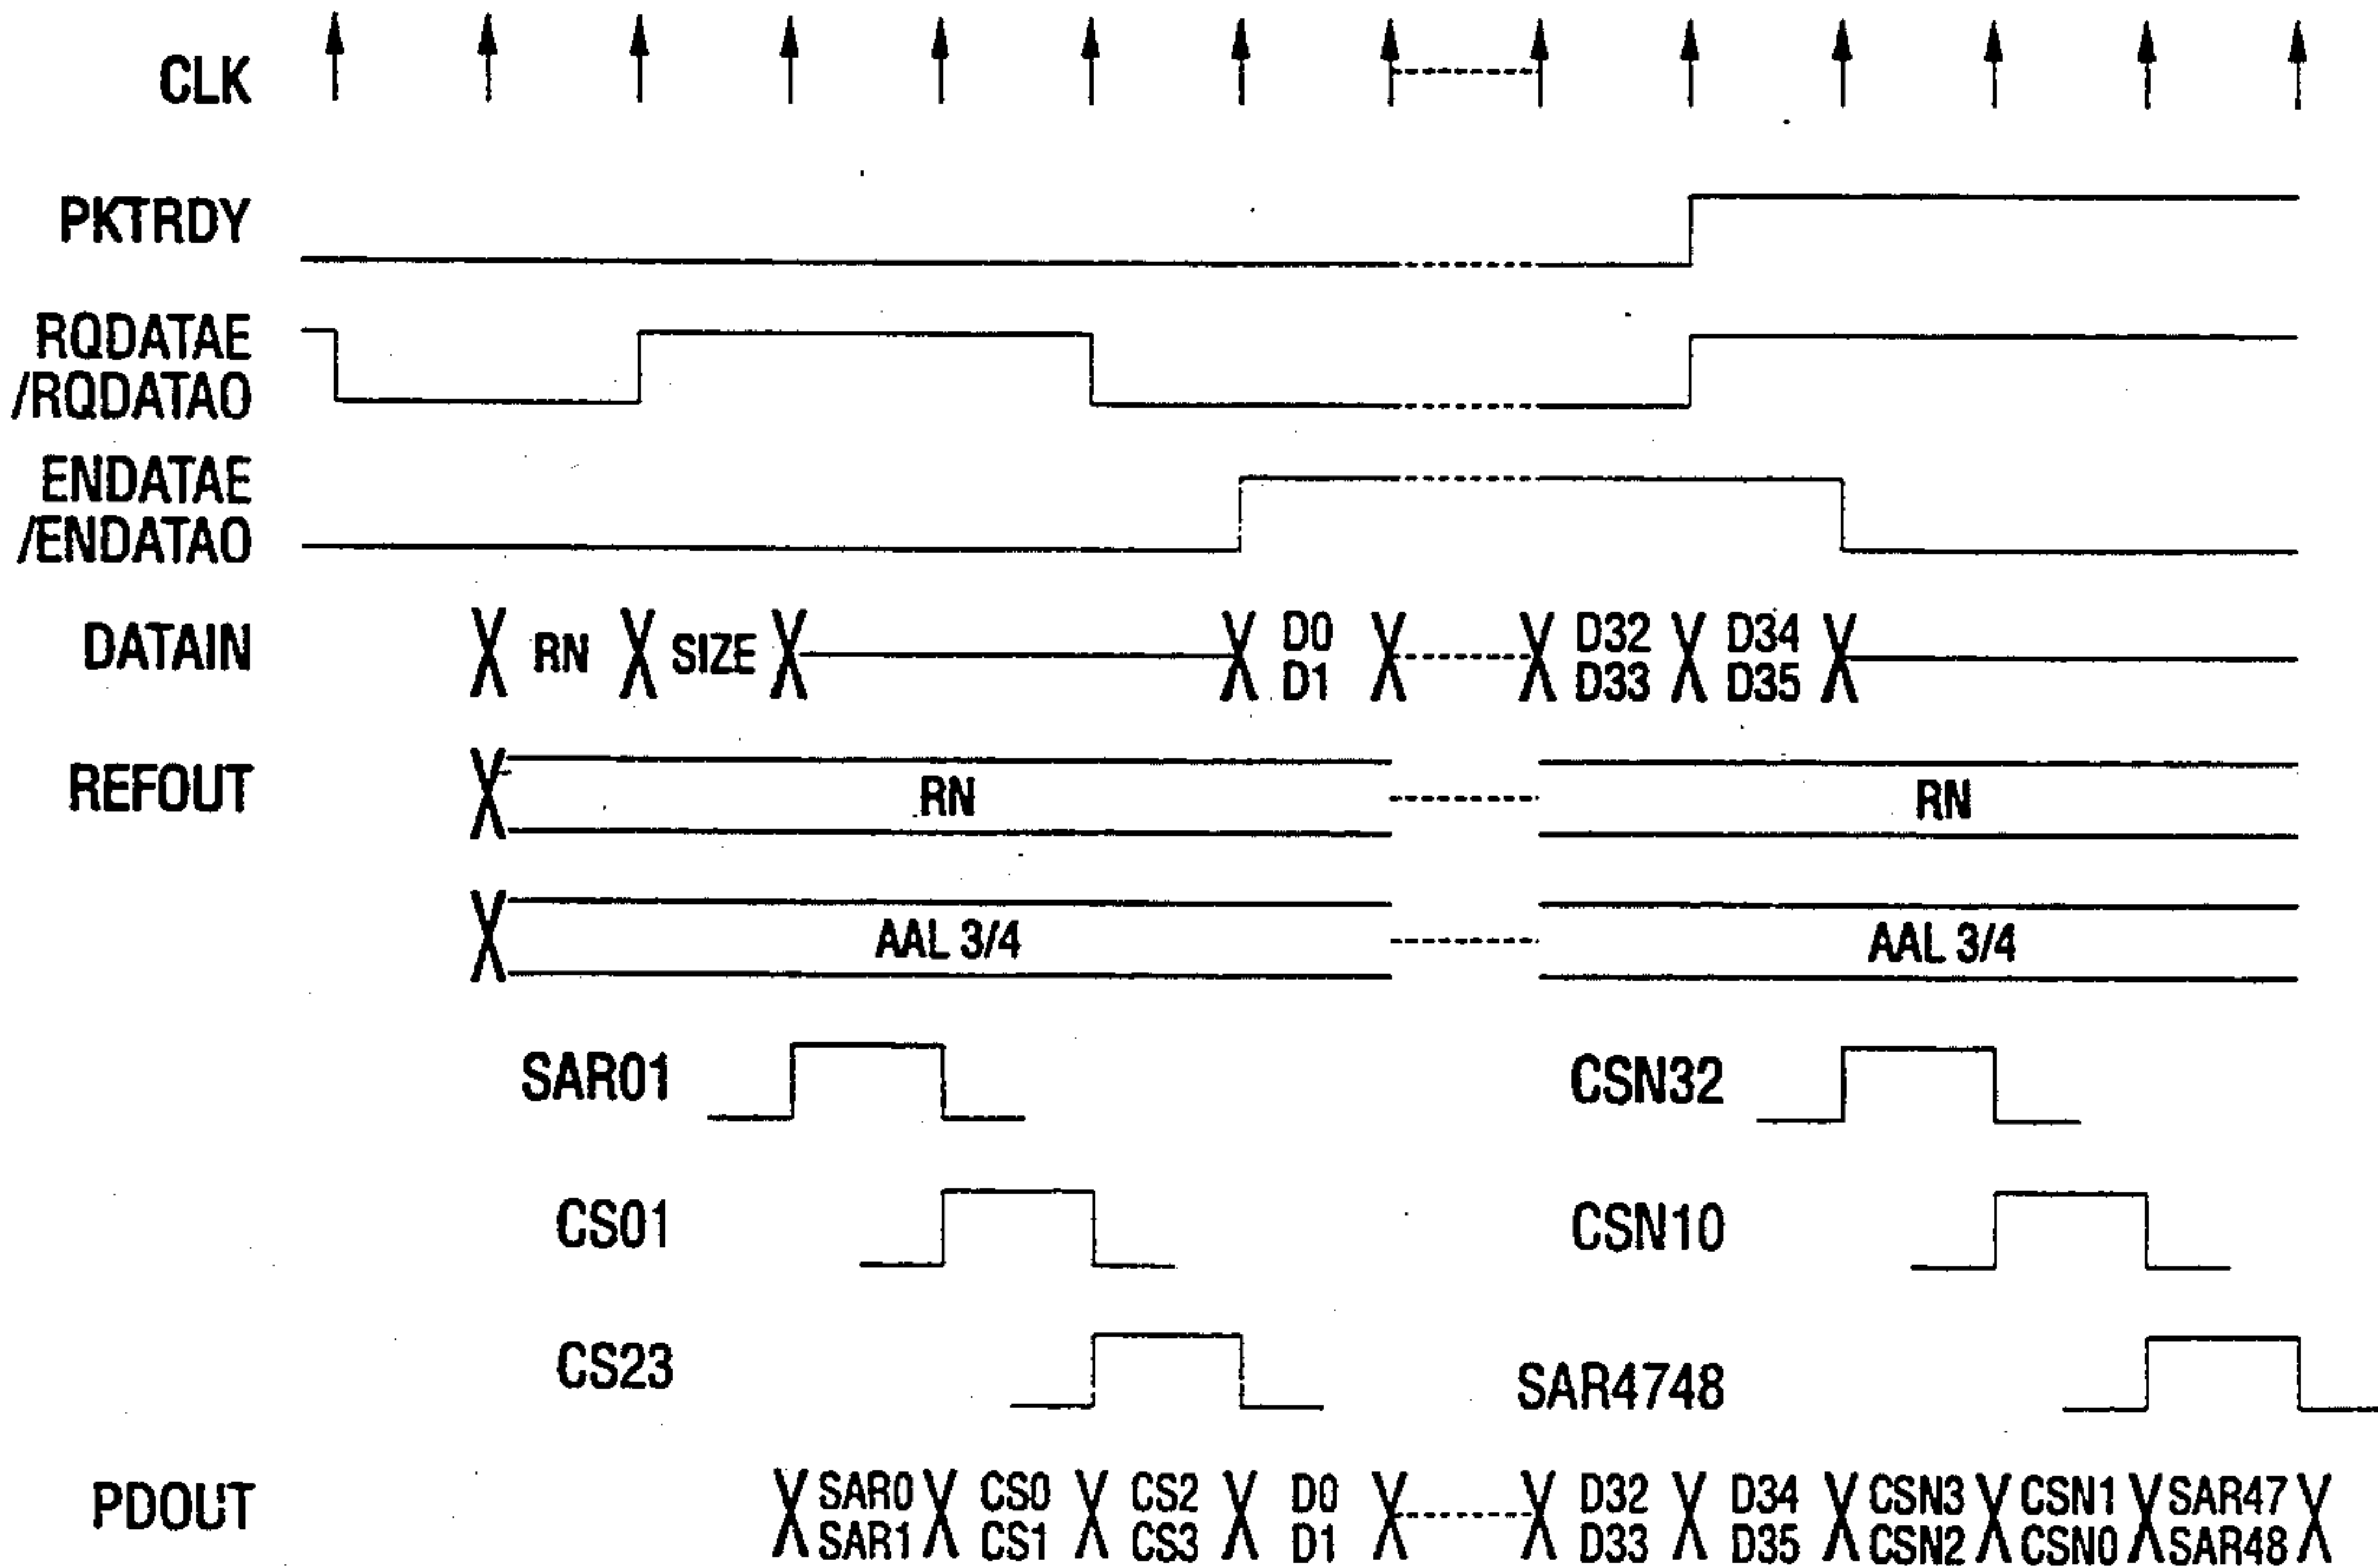 CLK
PKTRDY
RQDATAE
/RQDATAO
ENDATAE
/ENDATAO
DATAIN
RN
SIZE
D0
D1
D32
D33
D34
D35
REFOUT
RN
RN
AAL 3/4
AAL 3/4
SAR01
CSN32
CS01
CSN10
CS23
SAR4748
PDOUT
SAR0
SAR1
CS0
CS1
CS2
CS3
D0
D1
D32
D33
D34
D35
CSN3
CSN2
CSN1
CSN0
SAR47
SAR48